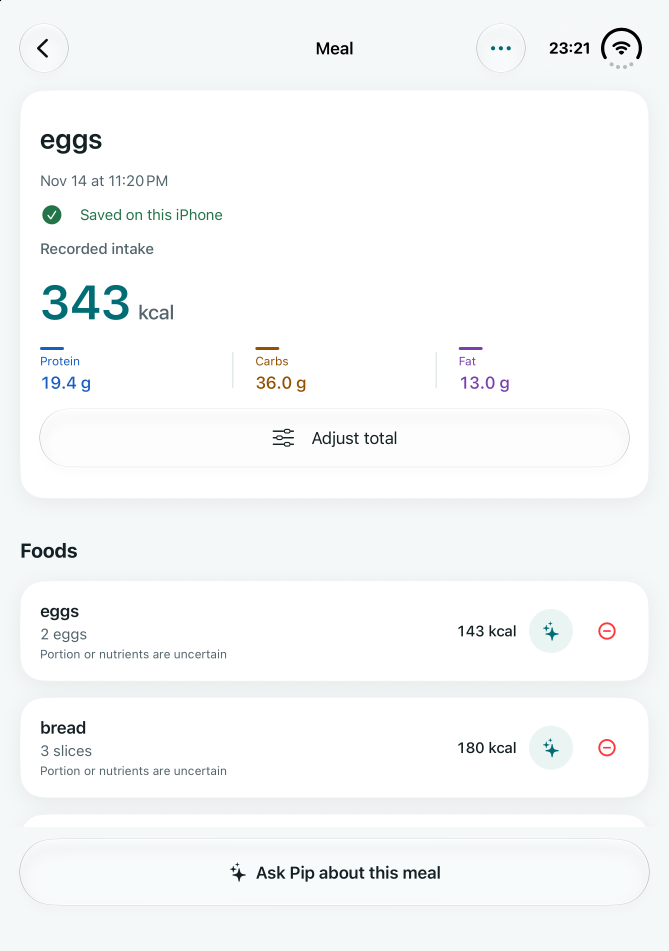 Meal
23:21
eggs
Nov 14 at 11:20 PM
Saved on this iPhone
Recorded intake
343 kcal
Protein
19.4 g
Carbs
36.0 g
Fat
13.0 g
Adjust total
Foods
eggs
2 eggs
Portion or nutrients are uncertain
143 kcal
bread
3 slices
Portion or nutrients are uncertain
180 kcal
Ask Pip about this meal